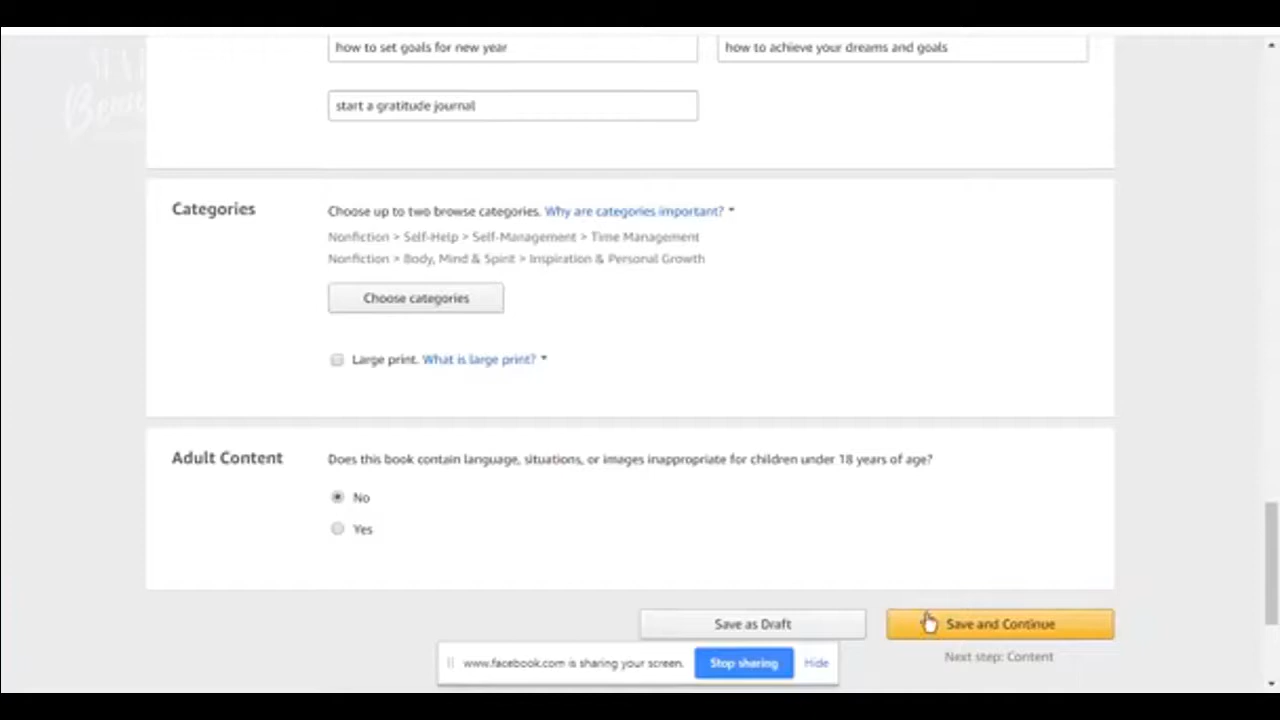 how to set goals for new year
how to achieve your dreams and goals
start a gratitude journal
Categories
Choose up to two browse categories. Why are categories important?
Nonfiction > Self-Help > Self-Management > Time Management
Nonfiction > Body, Mind & Spirit > Inspiration & Personal Growth
Choose categories
Large print. What is large print?
Adult Content
Does this book contain language, situations, or images inappropriate for children under 18 years of age?
No
Yes
Save as Draft
Save and Continue
www.facebook.com is sharing your screen.
Stop sharing
Hide
Next step: Content